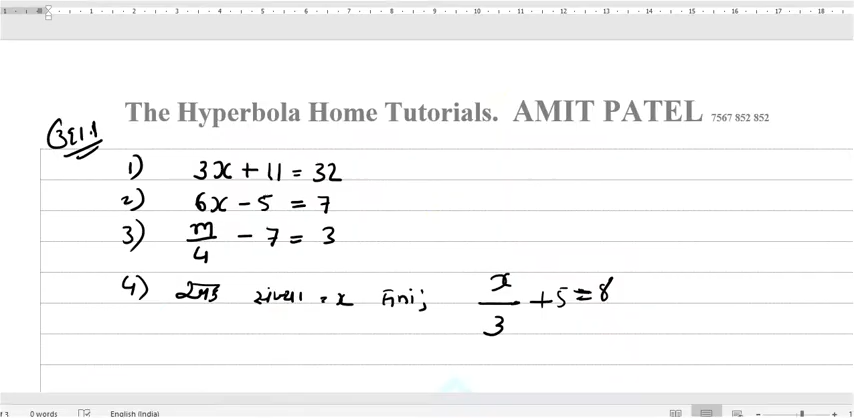 The Hyperbola Home Tutorials. AMIT PATEL 7567 852 852
1) 3x + 11 = 32
2) 6x - 5 = 7
3) m/4 - 7 = 3
4) = x x/3 + 5 = 8
0 words English (India)